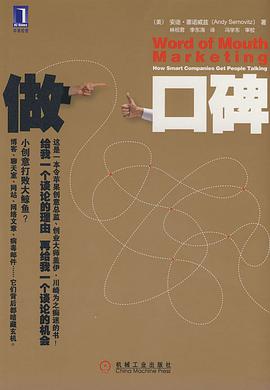 华章经管
（美） 安迪·塞诺威兹（Andy Sernovitz） 著
李东海 译 冯学东 审校
Word of Mouth
Marketing
How Smart Companies Get People Talking
做口碑
这是一本令苹果创意总监、创业大师盖伊·川崎为之痴迷的书
给我一个谈论的理由 再给我一个谈论的机会
小创意打败大鲸鱼？
博客、聊天室、网站、网络文章、病毒邮件……它们背后都暗藏玄机。
机械工业出版社
China Machine Press